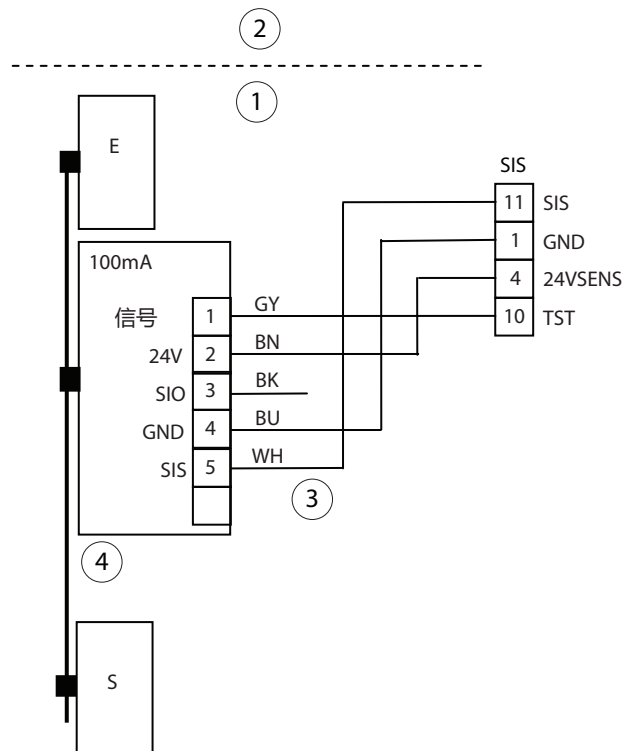 2
1
E
SIS
11 SIS
1 GND
4 24VSENS
10 TST
100mA
信号 1 GY
24V 2 BN
SIO 3 BK
GND 4 BU
SIS 5 WH
3
4
S